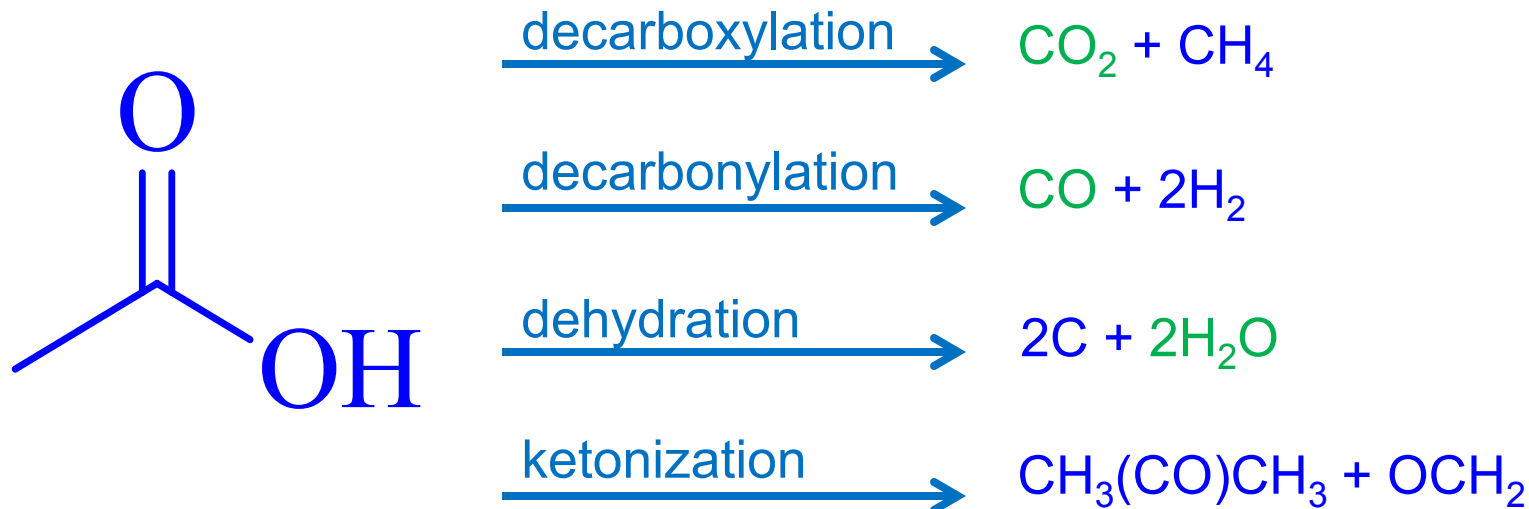 decarboxylation
CO₂ + CH₄
O
decarbonylation
CO + 2H₂
OH
dehydration
2C + 2H₂O
ketonization
CH₃(CO)CH₃ + OCH₂